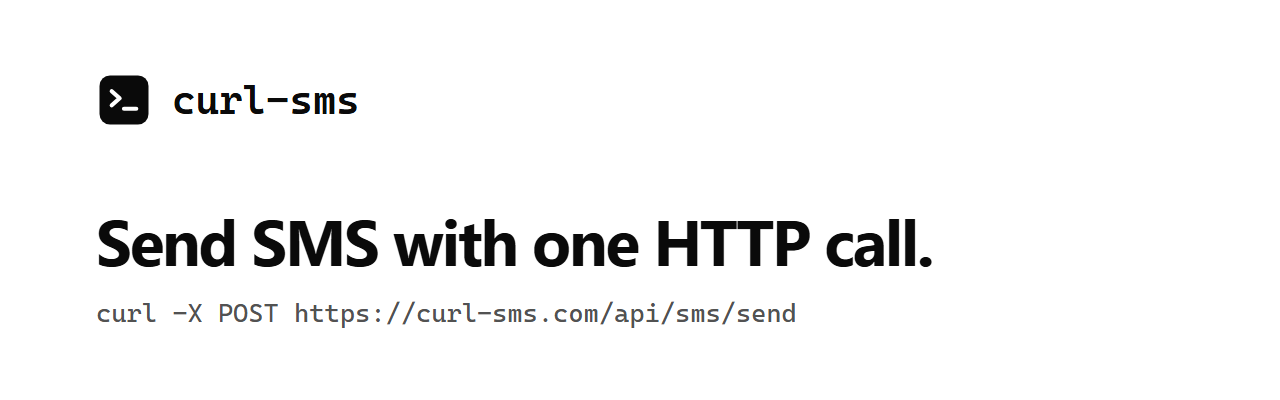 curl-sms
Send SMS with one HTTP call.
curl -X POST https://curl-sms.com/api/sms/send